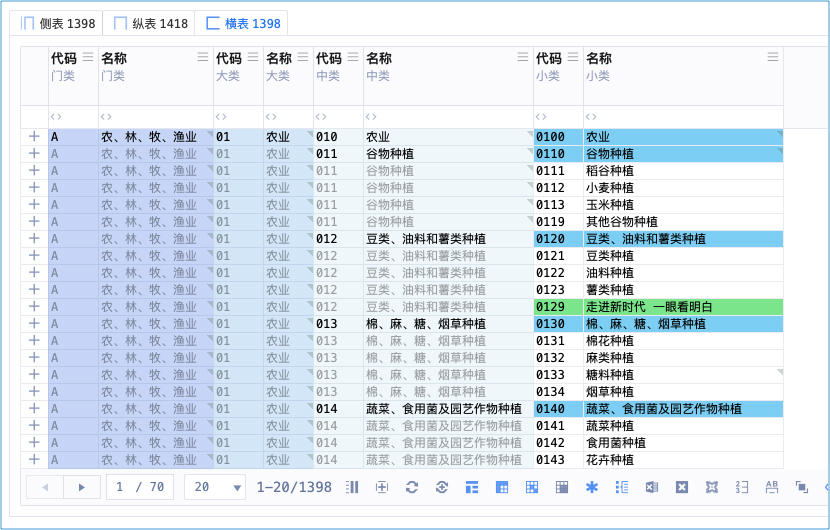 侧表 1398 纵表 1418 横表 1398
代码 名称 代码 名称 代码 名称 代码 名称
门类 门类 大类 大类 中类 中类 小类 小类
A 农、林、牧、渔业 01 农业 010 农业 0100 农业
A 农、林、牧、渔业 01 农业 011 谷物种植 0110 谷物种植
A 农、林、牧、渔业 01 农业 011 谷物种植 0111 稻谷种植
A 农、林、牧、渔业 01 农业 011 谷物种植 0112 小麦种植
A 农、林、牧、渔业 01 农业 011 谷物种植 0113 玉米种植
A 农、林、牧、渔业 01 农业 011 谷物种植 0119 其他谷物种植
A 农、林、牧、渔业 01 农业 012 豆类、油料和薯类种植 0120 豆类、油料和薯类种植
A 农、林、牧、渔业 01 农业 012 豆类、油料和薯类种植 0121 豆类种植
A 农、林、牧、渔业 01 农业 012 豆类、油料和薯类种植 0122 油料种植
A 农、林、牧、渔业 01 农业 012 豆类、油料和薯类种植 0123 薯类种植
A 农、林、牧、渔业 01 农业 012 豆类、油料和薯类种植 0129 走进新时代 一眼看明白
A 农、林、牧、渔业 01 农业 013 棉、麻、糖、烟草种植 0130 棉、麻、糖、烟草种植
A 农、林、牧、渔业 01 农业 013 棉、麻、糖、烟草种植 0131 棉花种植
A 农、林、牧、渔业 01 农业 013 棉、麻、糖、烟草种植 0132 麻类种植
A 农、林、牧、渔业 01 农业 013 棉、麻、糖、烟草种植 0133 糖料种植
A 农、林、牧、渔业 01 农业 013 棉、麻、糖、烟草种植 0134 烟草种植
A 农、林、牧、渔业 01 农业 014 蔬菜、食用菌及园艺作物种植 0140 蔬菜、食用菌及园艺作物种植
A 农、林、牧、渔业 01 农业 014 蔬菜、食用菌及园艺作物种植 0141 蔬菜种植
A 农、林、牧、渔业 01 农业 014 蔬菜、食用菌及园艺作物种植 0142 食用菌种植
A 农、林、牧、渔业 01 农业 014 蔬菜、食用菌及园艺作物种植 0143 花卉种植
1 / 70 20 1-20/1398